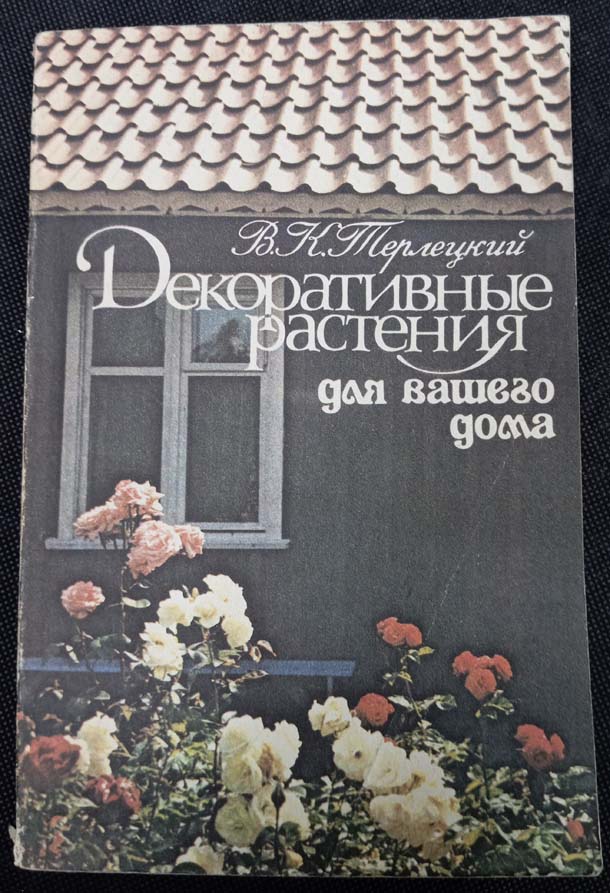 В.К.Терлецкий
Декоративные
растения
для вашего
дома